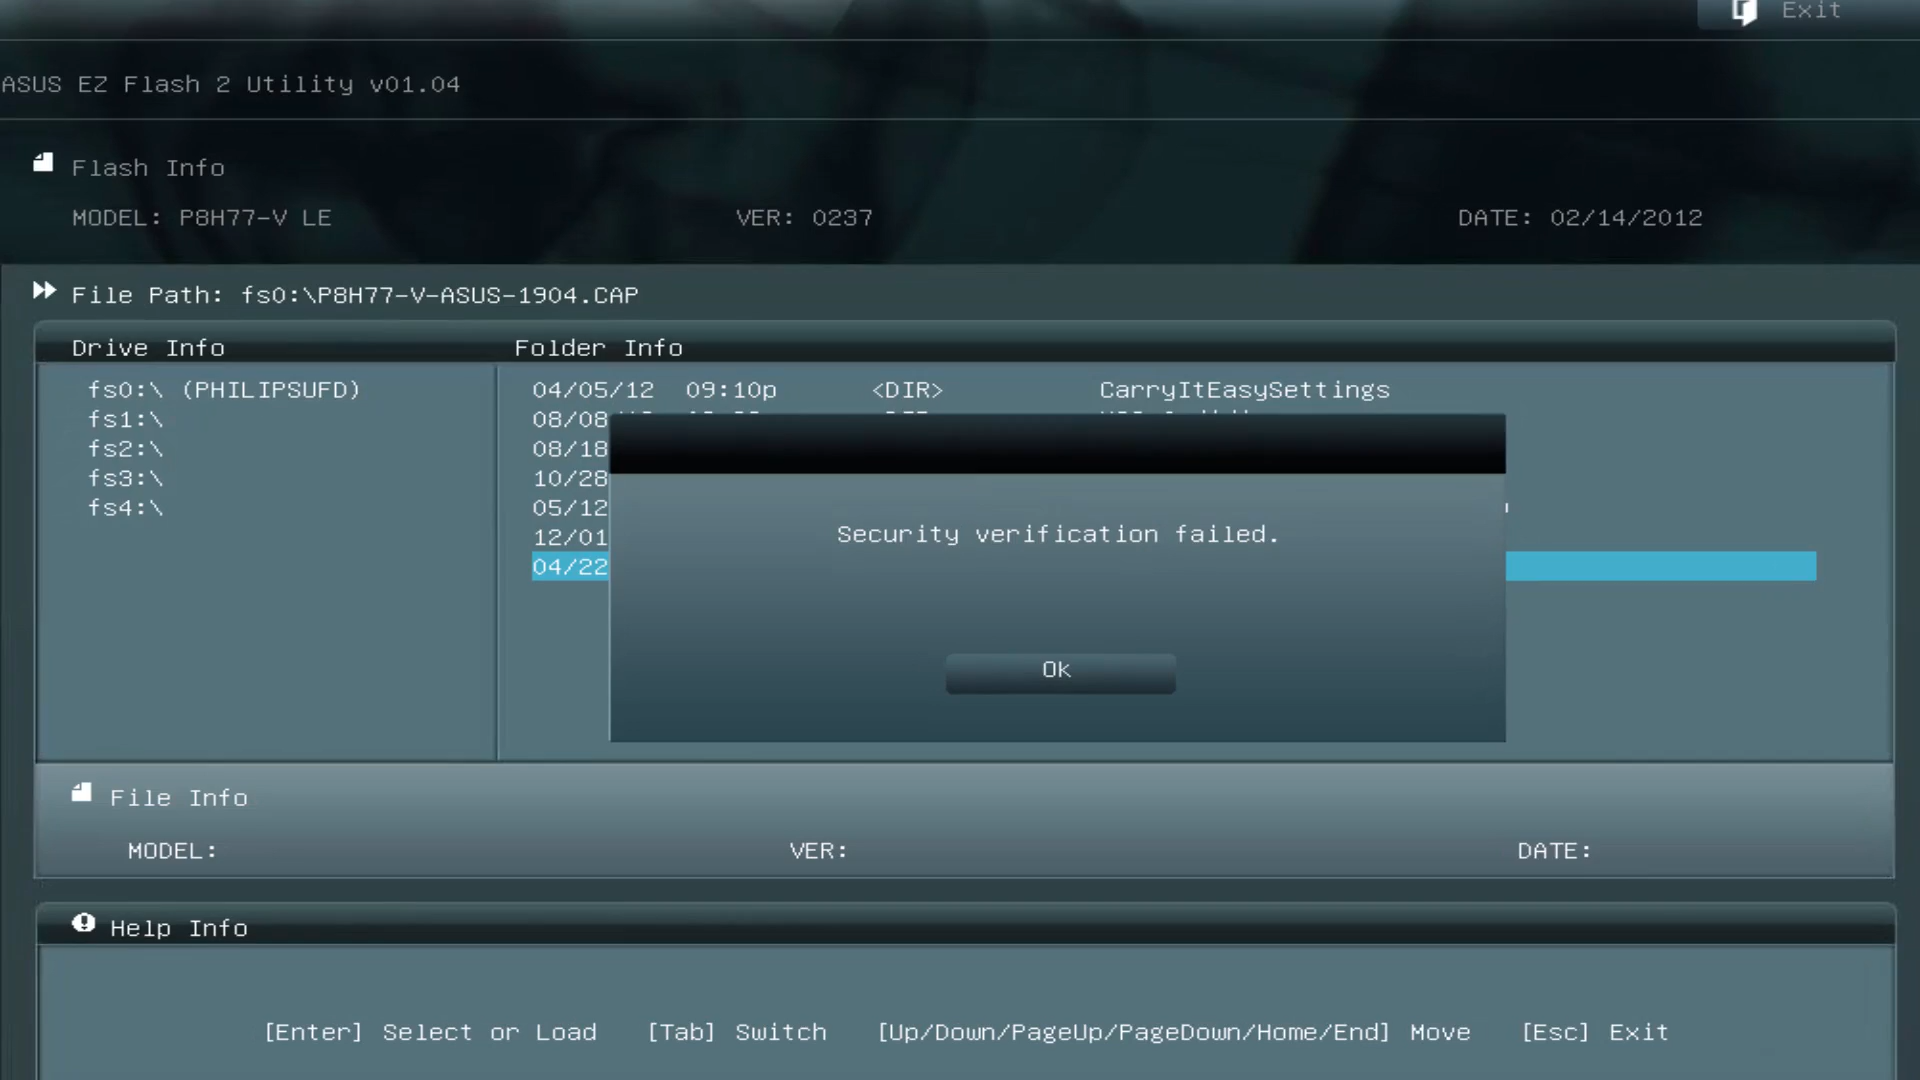 Exit
ASUS EZ Flash 2 Utility v01.04
Flash Info
MODEL: P8H77-V LE VER: 0237 DATE: 02/14/2012
File Path: fs0:\P8H77-V-ASUS-1904.CAP
Drive Info Folder Info
fs0:\ (PHILIPSUFD) 04/05/12 09:10p <DIR> CarryItEasySettings
fs1:\ 08/08
fs2:\ 08/18
fs3:\ 10/28
fs4:\ 05/12
12/01
04/22
Security verification failed.
Ok
File Info
MODEL: VER: DATE:
Help Info
[Enter] Select or Load [Tab] Switch [Up/Down/PageUp/PageDown/Home/End] Move [Esc] Exit